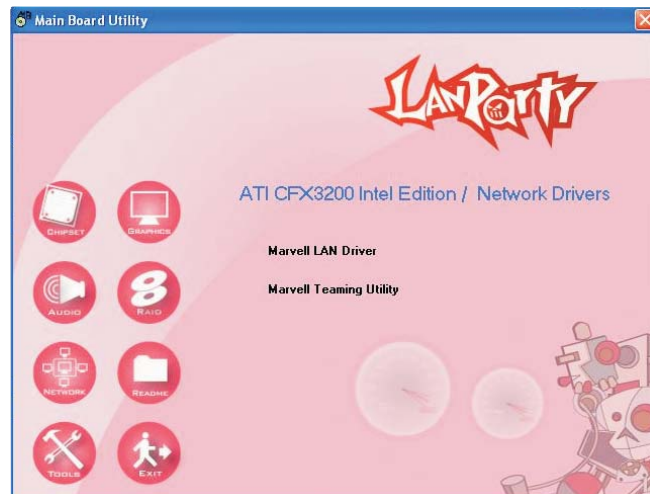 Main Board Utility
LANPARTY
ATI CFX3200 Intel Edition / Network Drivers
Marvell LAN Driver
Marvell Teaming Utility
CHIPSET
GRAPHICS
AUDIO
RAID
NETWORK
README
TOOLS
EXIT